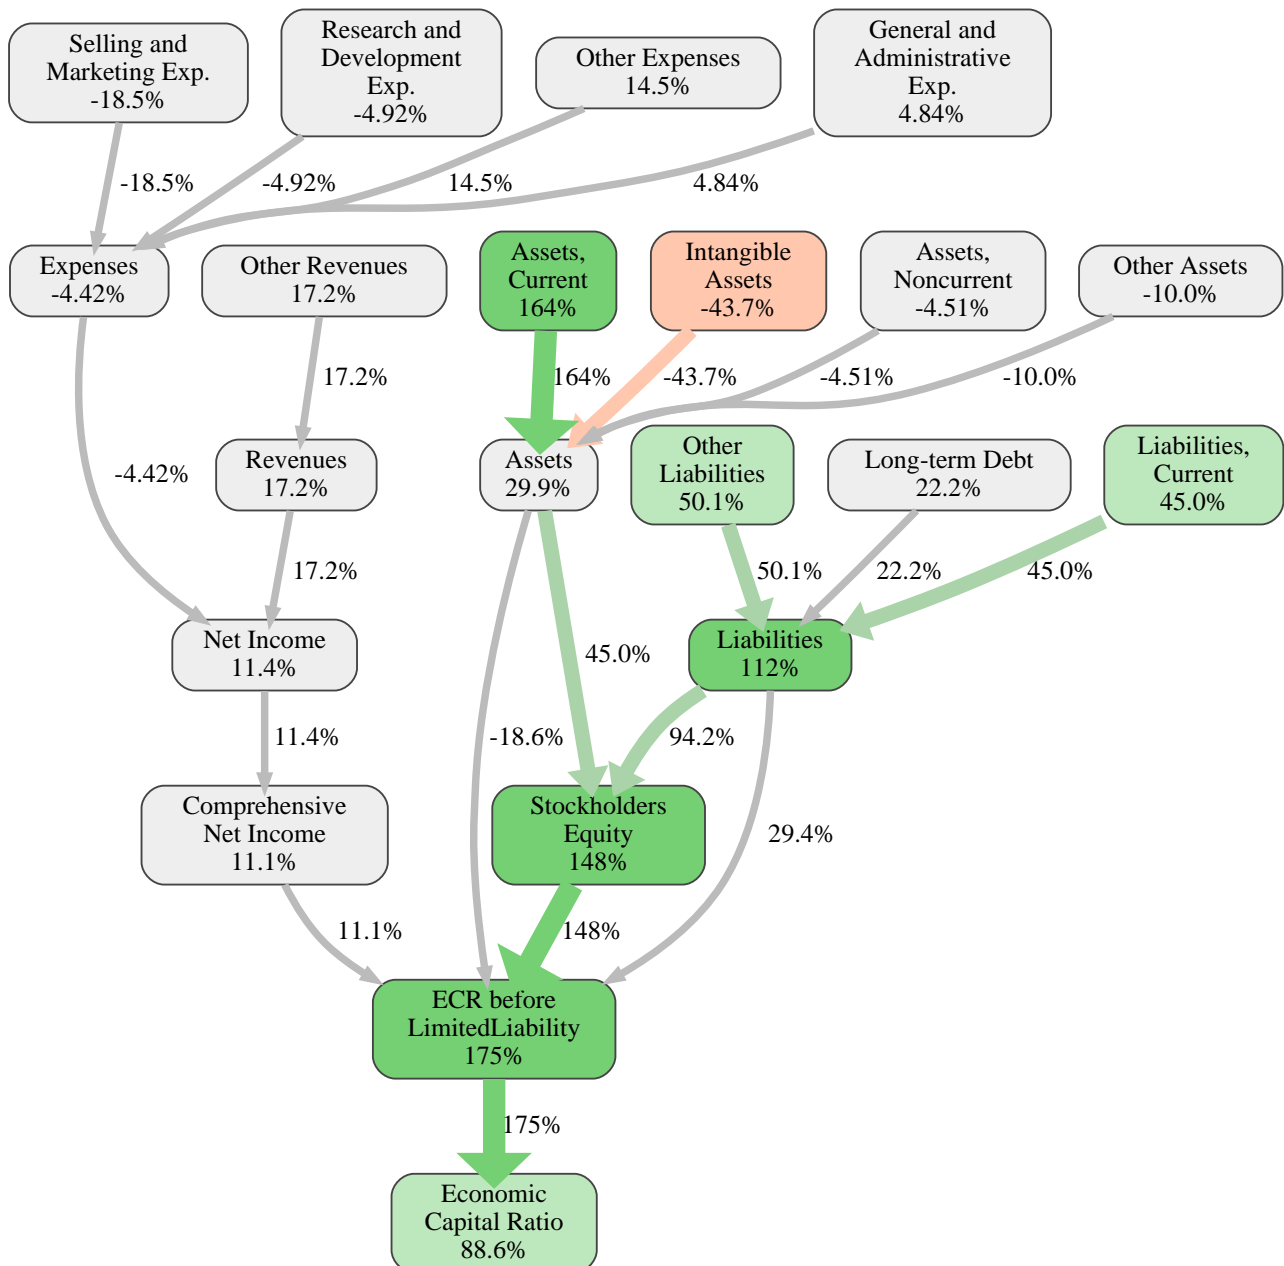 Selling and
Marketing Exp.
-18.5%
Research and
Development
Exp.
-4.92%
Other Expenses
14.5%
General and
Administrative
Exp.
4.84%
-18.5%
-4.92%
14.5%
4.84%
Expenses
-4.42%
Other Revenues
17.2%
Assets,
Current
164%
Intangible
Assets
-43.7%
Assets,
Noncurrent
-4.51%
Other Assets
-10.0%
17.2%
164%
-43.7%
-4.51%
-10.0%
-4.42%
Revenues
17.2%
Assets
29.9%
Other
Liabilities
50.1%
Long-term Debt
22.2%
Liabilities,
Current
45.0%
17.2%
50.1%
22.2%
45.0%
Net Income
11.4%
45.0%
Liabilities
112%
11.4%
-18.6%
94.2%
29.4%
Comprehensive
Net Income
11.1%
Stockholders
Equity
148%
11.1%
148%
ECR before
LimitedLiability
175%
175%
Economic
Capital Ratio
88.6%